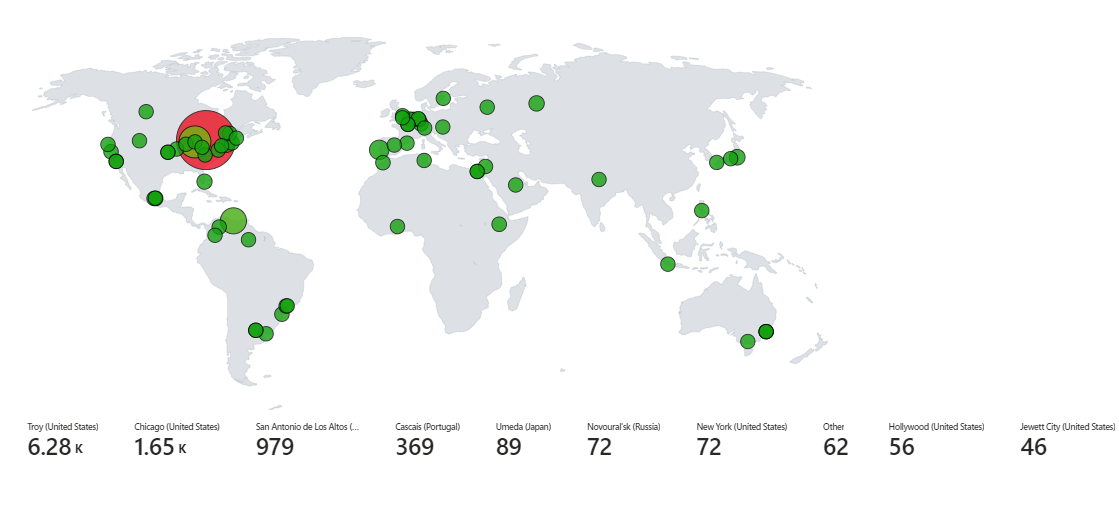 Troy (United States) Chicago (United States) San Antonio de Los Altos (... Cascais (Portugal) Umeda (Japan) Novoural'sk (Russia) New York (United States) Other Hollywood (United States) Jewett City (United States)
6.28 K 1.65 K 979 369 89 72 72 62 56 46